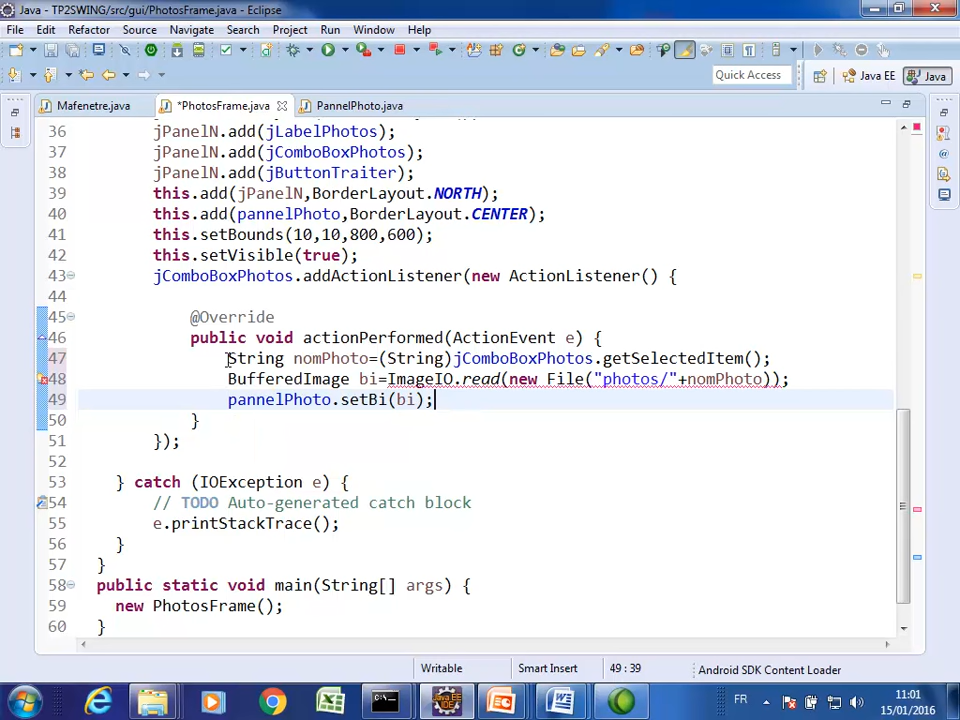 Java - TP2SWING/src/gui/PhotosFrame.java - Eclipse
File Edit Refactor Source Navigate Search Project Run Window Help
Quick Access Java EE Java
Mafenetre.java *PhotosFrame.java PannelPhoto.java
36 jPanelN.add(jLabelPhotos);
37 jPanelN.add(jComboBoxPhotos);
38 jPanelN.add(jButtonTraiter);
39 this.add(jPanelN,BorderLayout.NORTH);
40 this.add(pannelPhoto,BorderLayout.CENTER);
41 this.setBounds(10,10,800,600);
42 this.setVisible(true);
43 jComboBoxPhotos.addActionListener(new ActionListener() {
44
45 @Override
46 public void actionPerformed(ActionEvent e) {
47 String nomPhoto=(String)jComboBoxPhotos.getSelectedItem();
48 BufferedImage bi=ImageIO.read(new File("photos/"+nomPhoto));
49 pannelPhoto.setBi(bi);
50 }
51 });
52
53 } catch (IOException e) {
54 // TODO Auto-generated catch block
55 e.printStackTrace();
56 }
57 }
58 public static void main(String[] args) {
59 new PhotosFrame();
60 }
Writable Smart Insert 49 : 39 Android SDK Content Loader
FR 11:01
15/01/2016